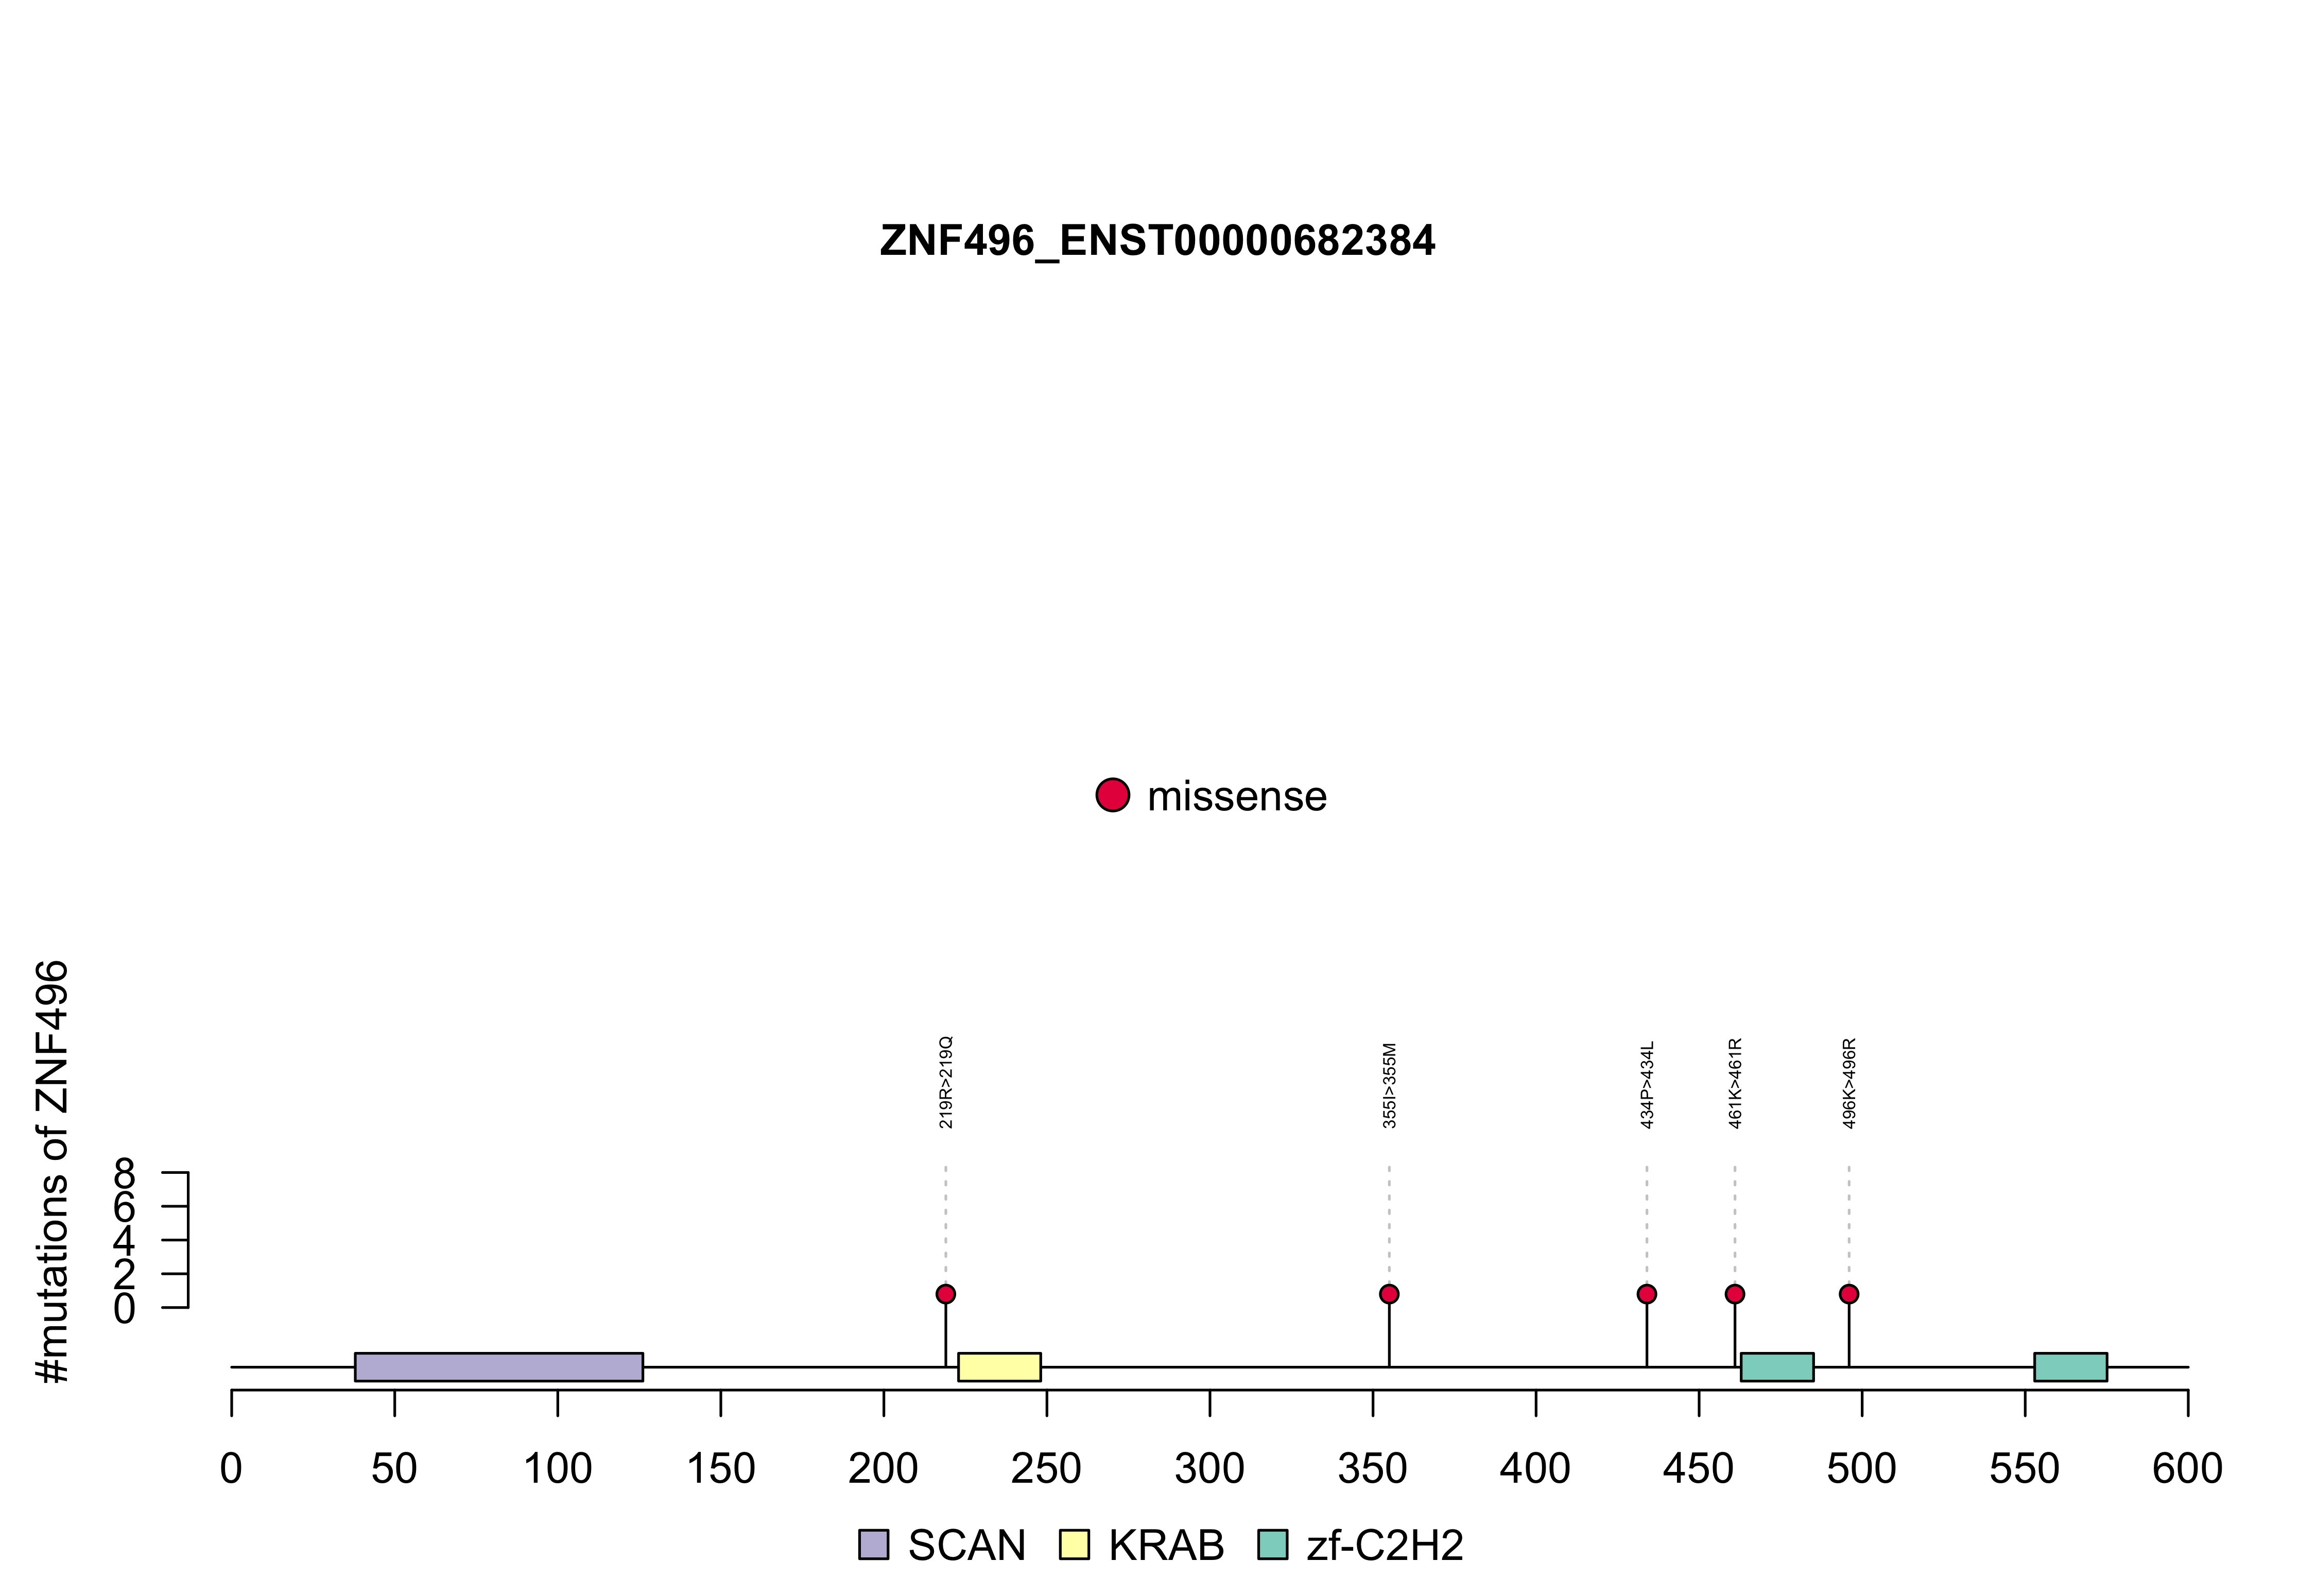 ZNF496_ENST00000682384
missense
#mutations of ZNF496
219R>219Q
355I>355M
434P>434L
461K>461R
496K>496R
8
6
4
2
0
0 50 100 150 200 250 300 350 400 450 500 550 600
SCAN KRAB zf-C2H2